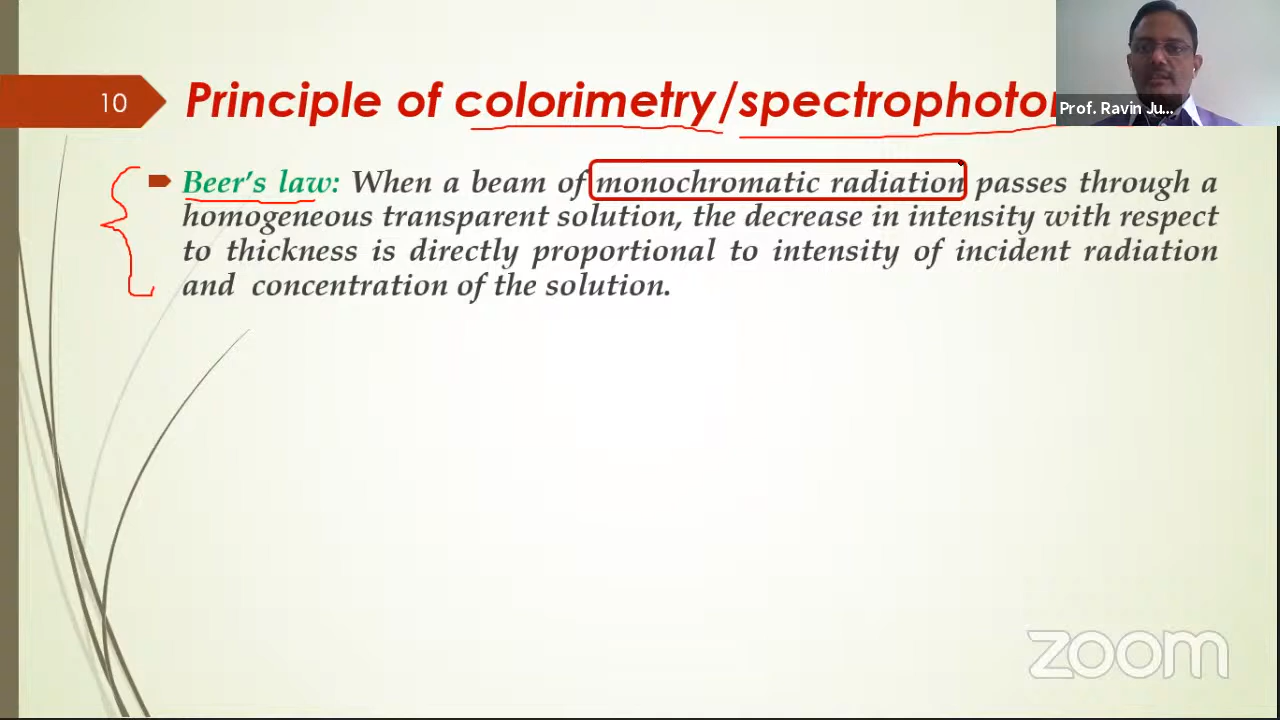 10
Principle of colorimetry/spectrophoto
Prof. Ravin Ju...
Beer's law: When a beam of monochromatic radiation passes through a
homogeneous transparent solution, the decrease in intensity with respect
to thickness is directly proportional to intensity of incident radiation
and concentration of the solution.
zoom